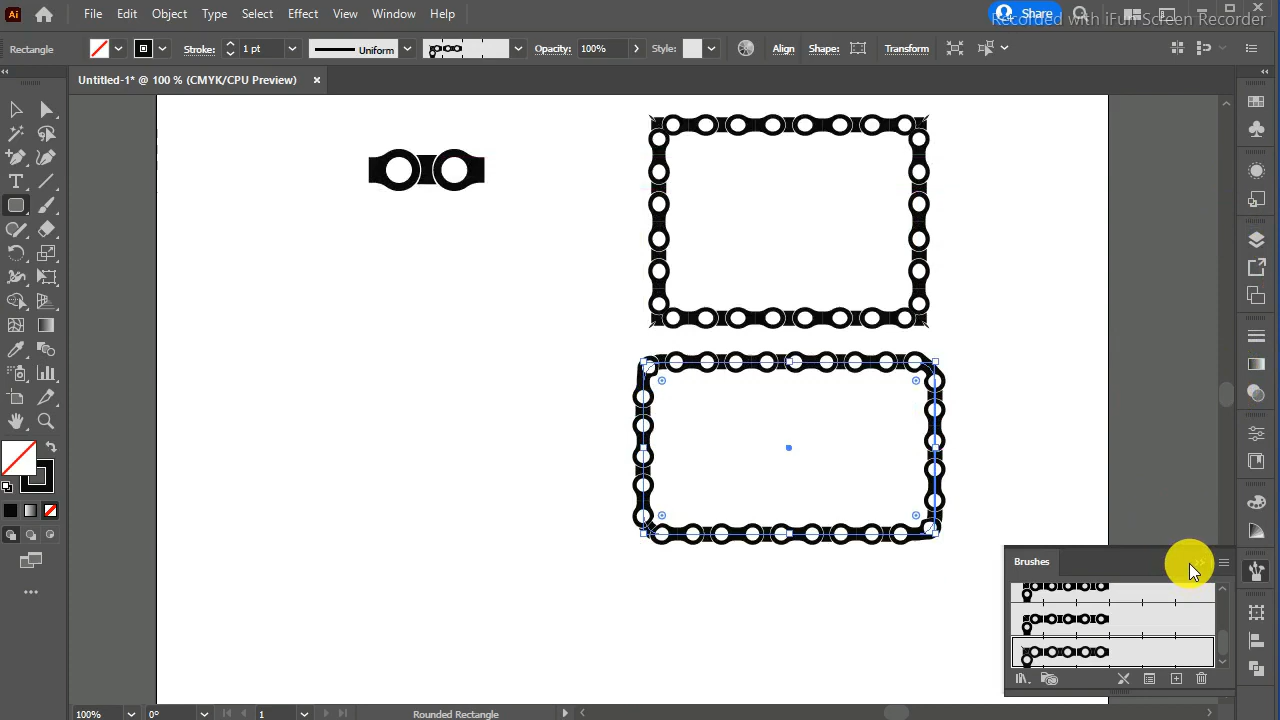 Ai File Edit Object Type Select Effect View Window Help Share
Recorded with iFun Screen Recorder
Rectangle Stroke: 1 pt Uniform Opacity: 100% Style: Align Shape: Transform
Untitled-1* @ 100 % (CMYK/CPU Preview) ×
Brushes
100% 0° 1 Rounded Rectangle